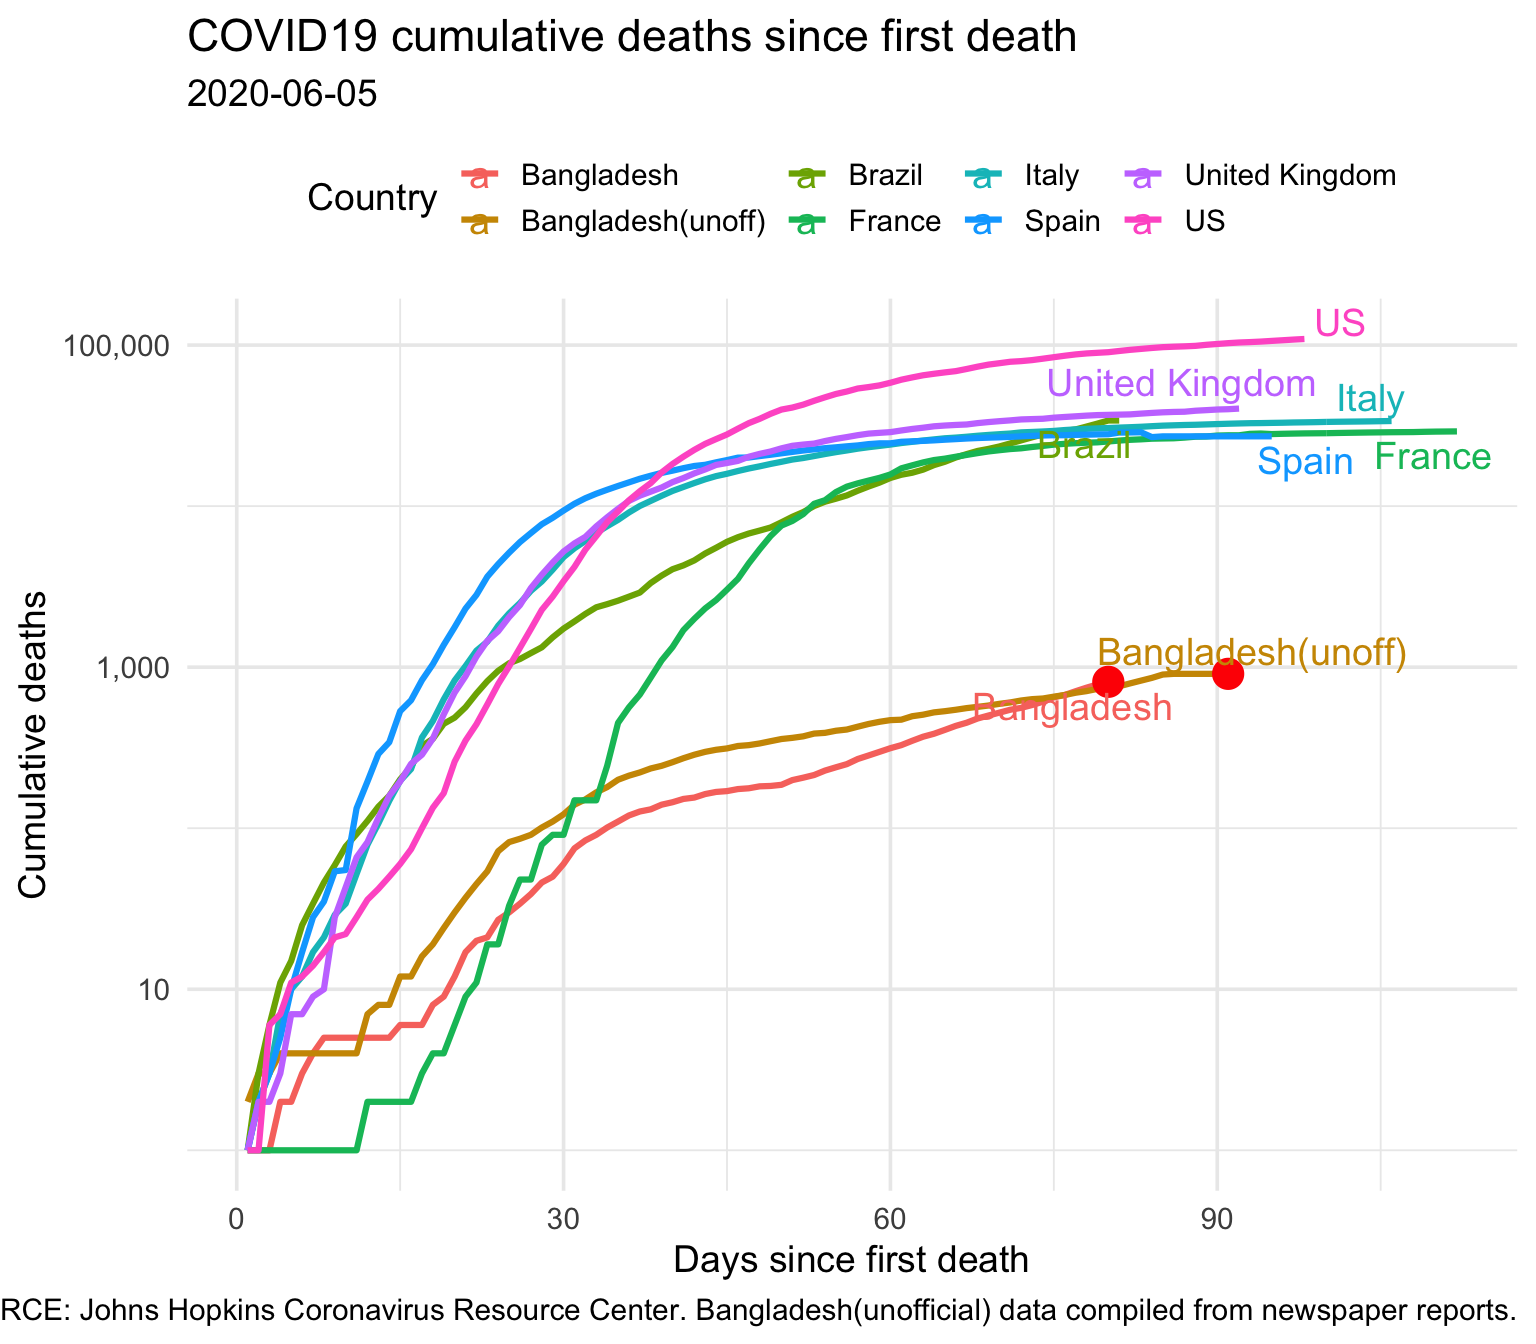 COVID19 cumulative deaths since first death
2020-06-05
Country
a Bangladesh a Brazil a Italy a United Kingdom
a Bangladesh(unoff) a France a Spain a US
100,000
1,000
10
Cumulative deaths
US
United Kingdom
Italy
Brazil
Spain
France
Bangladesh(unoff)
Bangladesh
0 30 60 90
Days since first death
RCE: Johns Hopkins Coronavirus Resource Center. Bangladesh(unofficial) data compiled from newspaper reports.